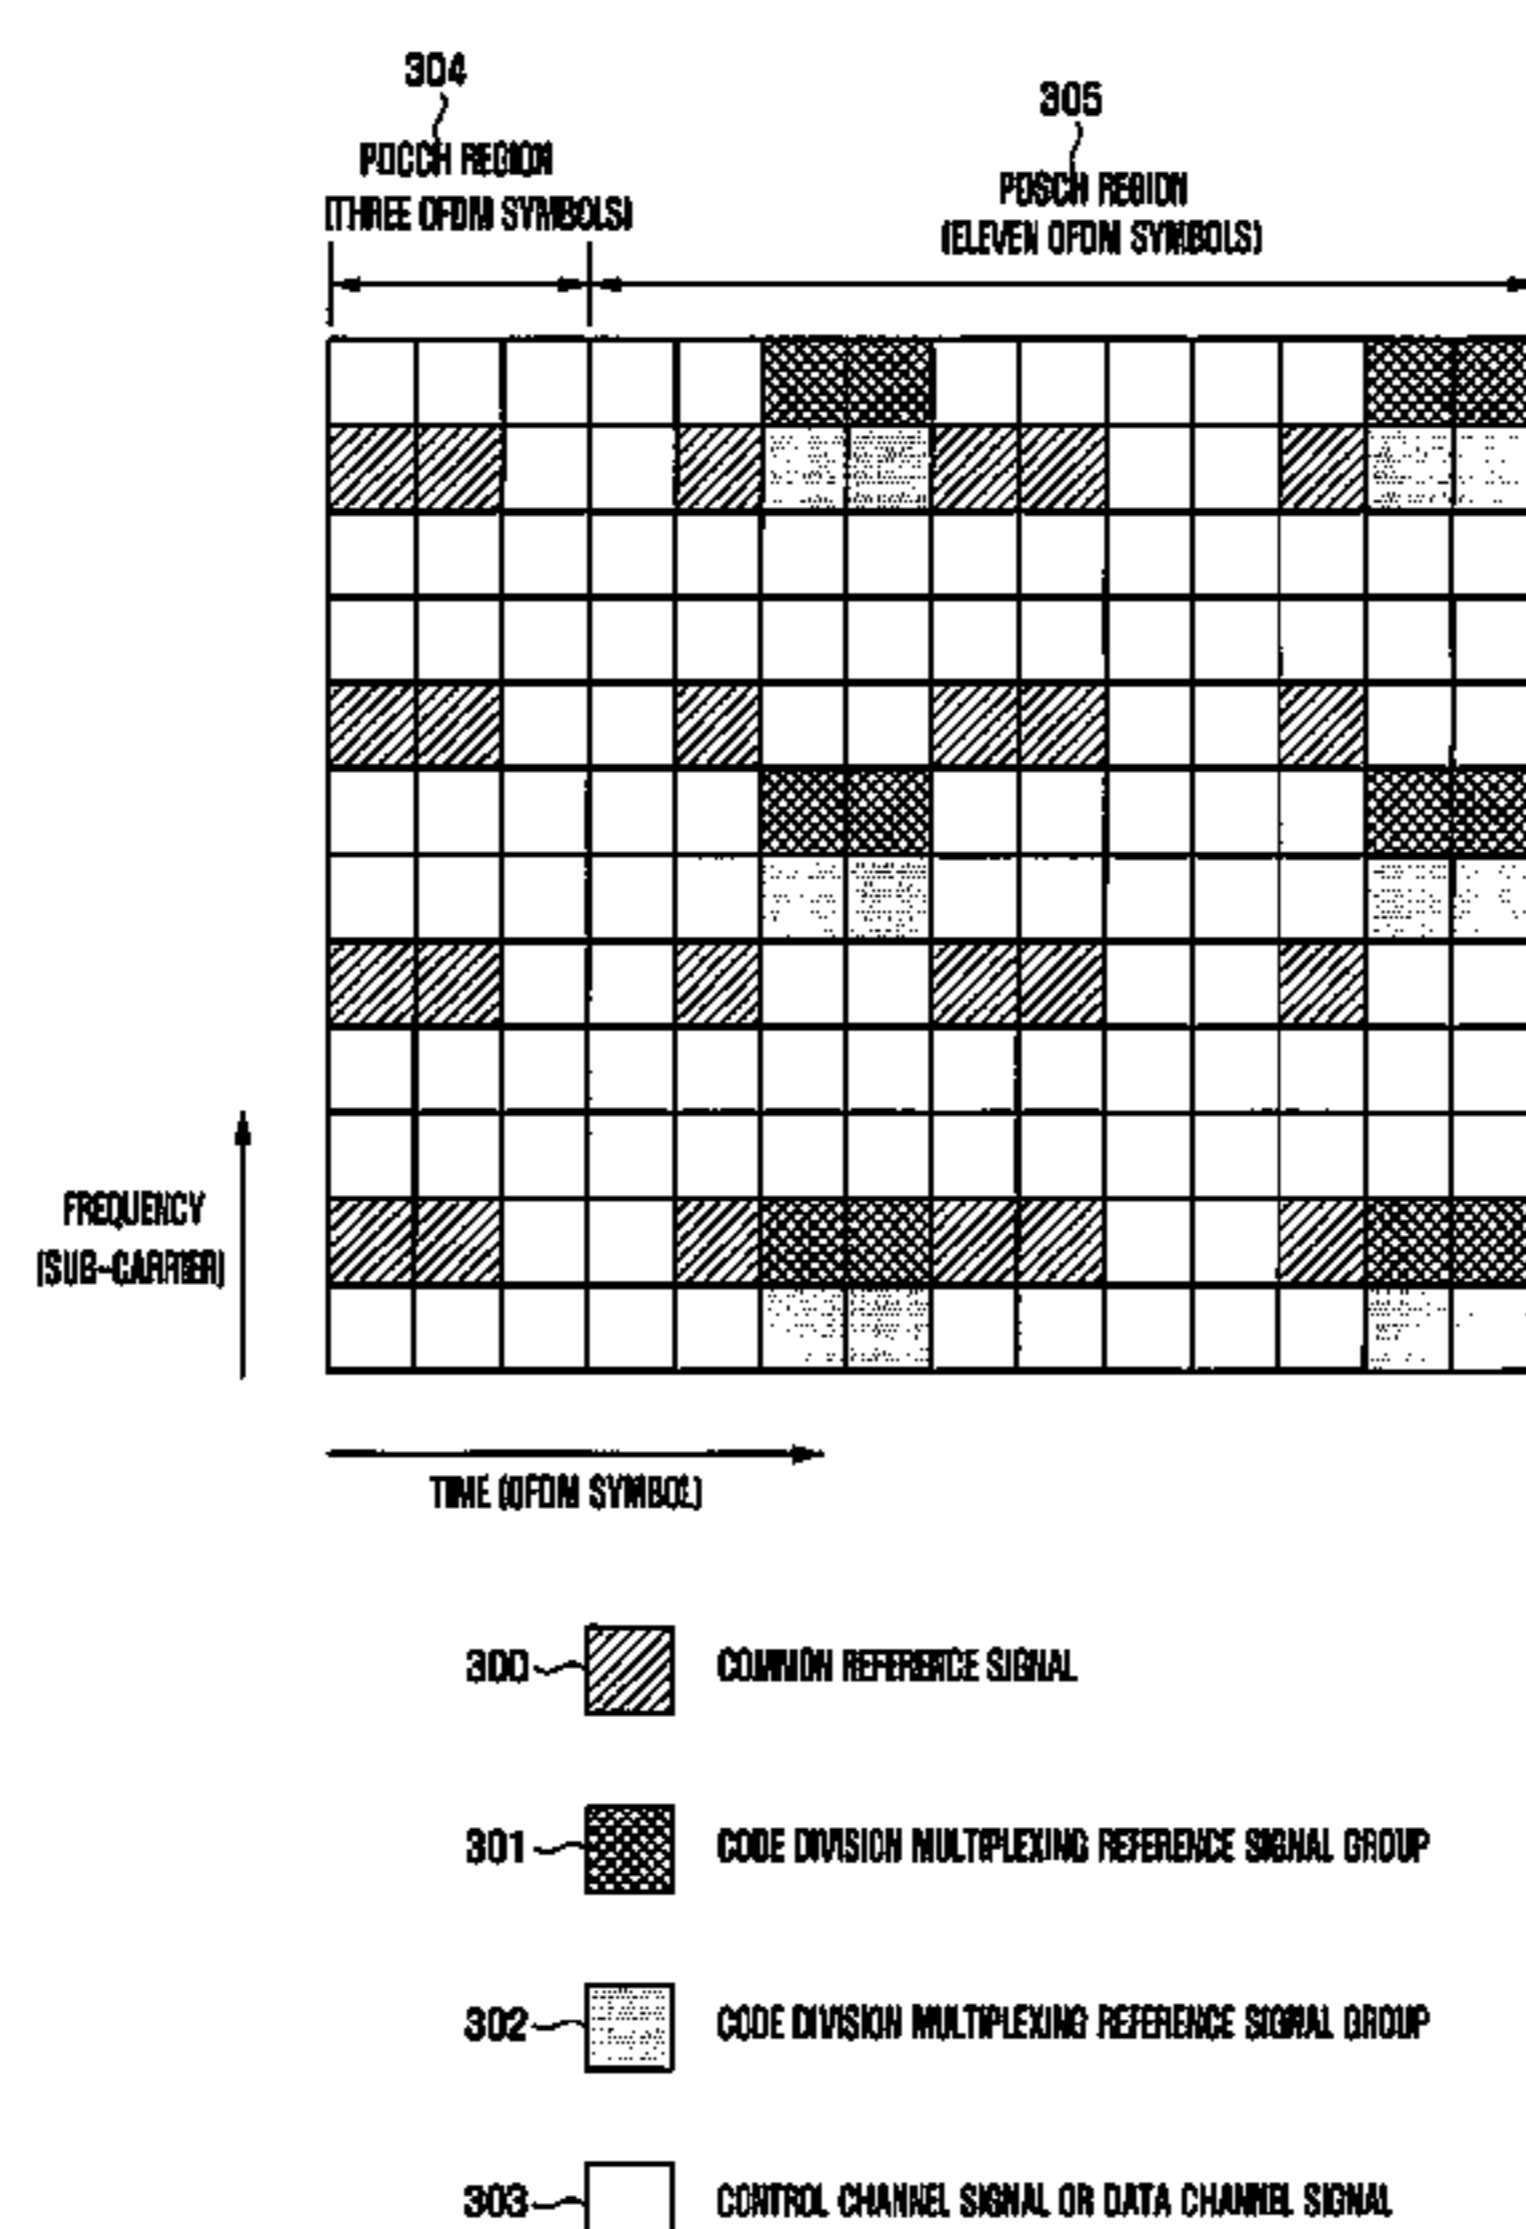 304
305
PDCCH REGION
(THREE OFDM SYMBOLS)
PDSCH REGION
(ELEVEN OFDM SYMBOLS)
FREQUENCY
(SUB-CARRIER)
TIME (OFDM SYMBOL)
300 COMMON REFERENCE SIGNAL
301 CODE DIVISION MULTIPLEXING REFERENCE SIGNAL GROUP
302 CODE DIVISION MULTIPLEXING REFERENCE SIGNAL GROUP
303 CONTROL CHANNEL SIGNAL OR DATA CHANNEL SIGNAL